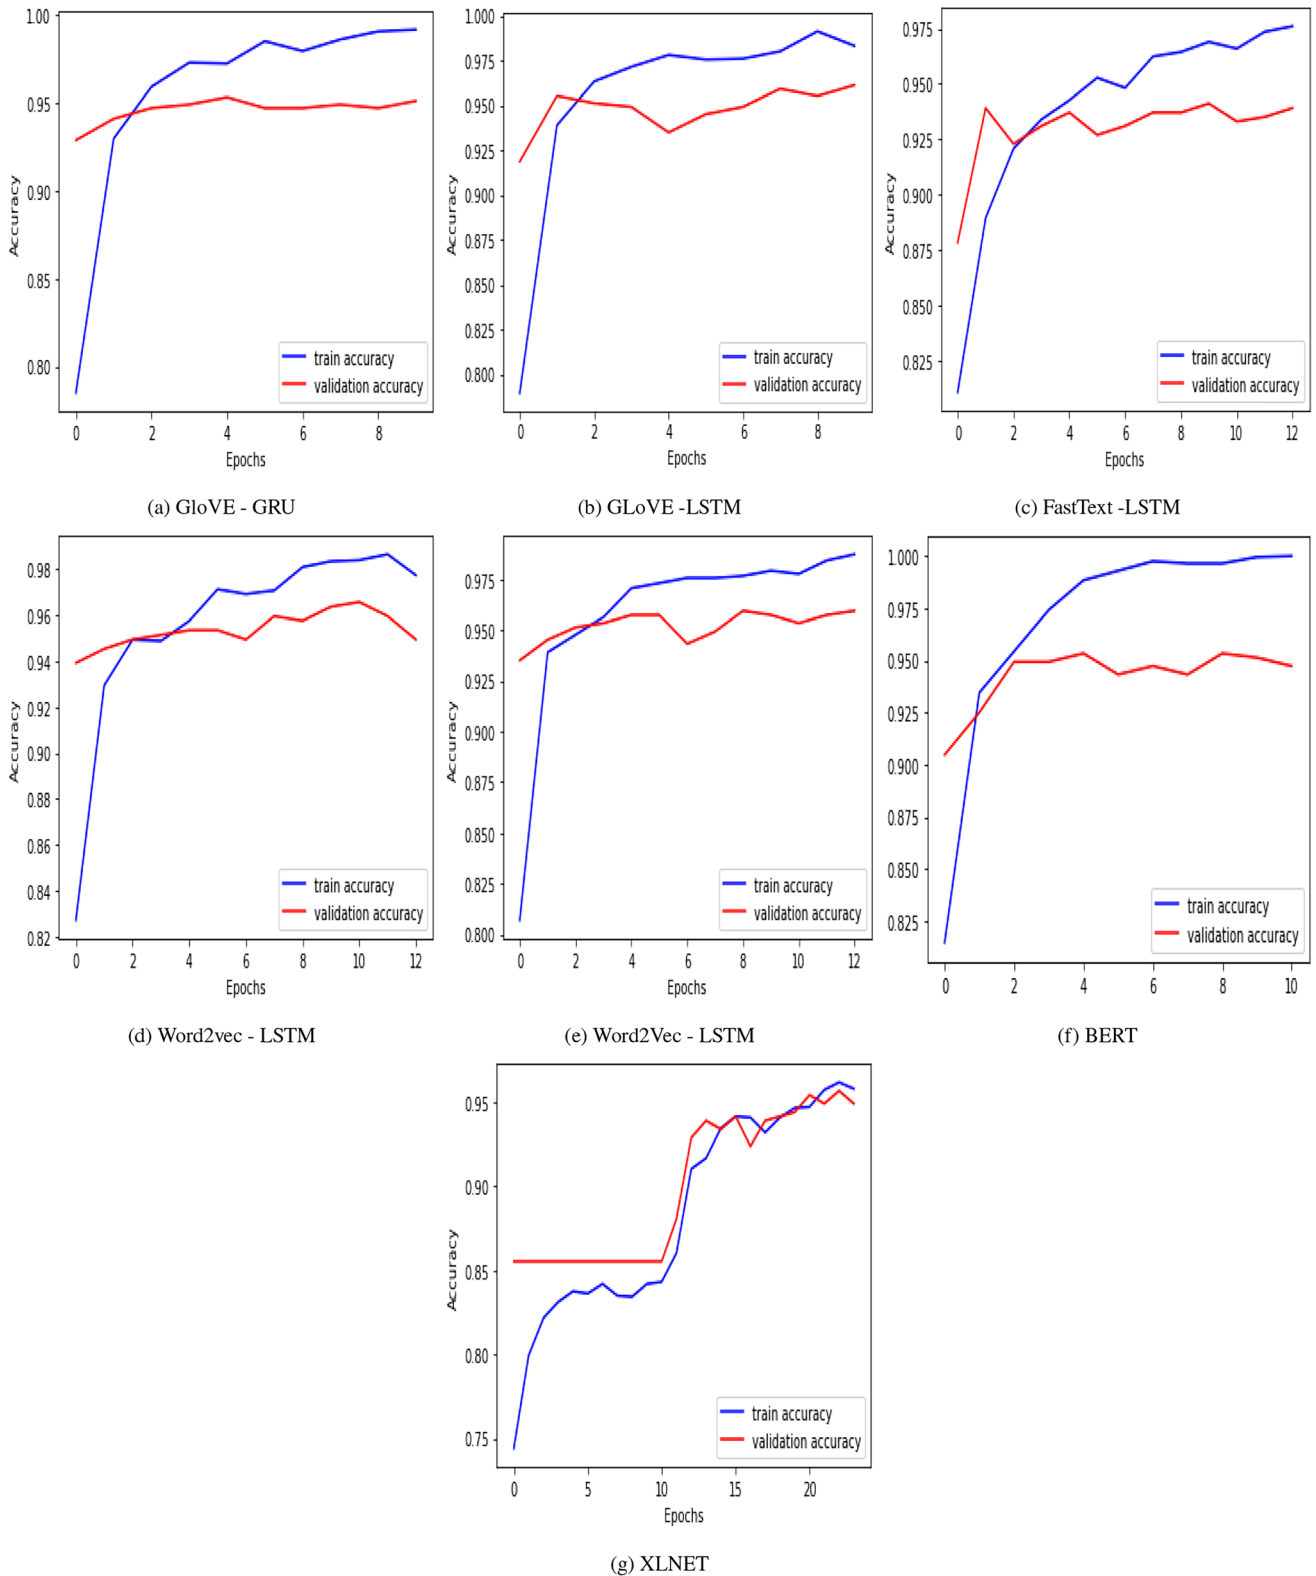 1.00
0.95
0.90
0.85
0.80
Accuracy
0 2 4 6 8
Epochs
train accuracy
validation accuracy
(a) GloVE - GRU
1.000
0.975
0.950
0.925
0.900
0.875
0.850
0.825
0.800
Accuracy
0 2 4 6 8
Epochs
train accuracy
validation accuracy
(b) GLoVE -LSTM
0.975
0.950
0.925
0.900
0.875
0.850
0.825
Accuracy
0 2 4 6 8 10 12
Epochs
train accuracy
validation accuracy
(c) FastText -LSTM
0.98
0.96
0.94
0.92
0.90
0.88
0.86
0.84
0.82
Accuracy
0 2 4 6 8 10 12
Epochs
train accuracy
validation accuracy
(d) Word2vec - LSTM
0.975
0.950
0.925
0.900
0.875
0.850
0.825
0.800
Accuracy
0 2 4 6 8 10 12
Epochs
train accuracy
validation accuracy
(e) Word2Vec - LSTM
1.000
0.975
0.950
0.925
0.900
0.875
0.850
0.825
0 2 4 6 8 10
train accuracy
validation accuracy
(f) BERT
0.95
0.90
0.85
0.80
0.75
Accuracy
0 5 10 15 20
Epochs
train accuracy
validation accuracy
(g) XLNET